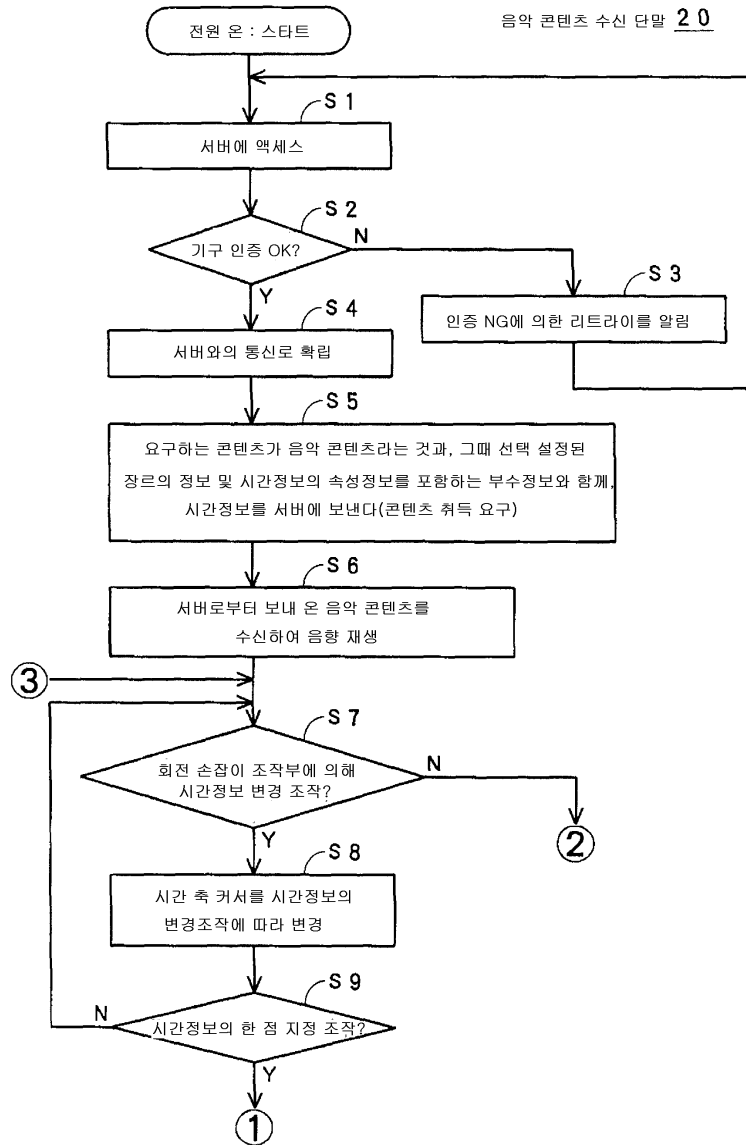 음악 콘텐츠 수신 단말 20
전원 온 : 스타트
S1
서버에 액세스
S2
기구 인증 OK?
N
Y
S3
인증 NG에 의한 리트라이를 알림
S4
서버와의 통신로 확립
S5
요구하는 콘텐츠가 음악 콘텐츠라는 것과, 그때 선택 설정된
장르의 정보 및 시간정보의 속성정보를 포함하는 부수정보와 함께,
시간정보를 서버에 보낸다(콘텐츠 취득 요구)
S6
서버로부터 보내 온 음악 콘텐츠를
수신하여 음향 재생
③
S7
회전 손잡이 조작부에 의해
시간정보 변경 조작?
N
②
Y
S8
시간 축 커서를 시간정보의
변경조작에 따라 변경
S9
시간정보의 한 점 지정 조작?
N
Y
①